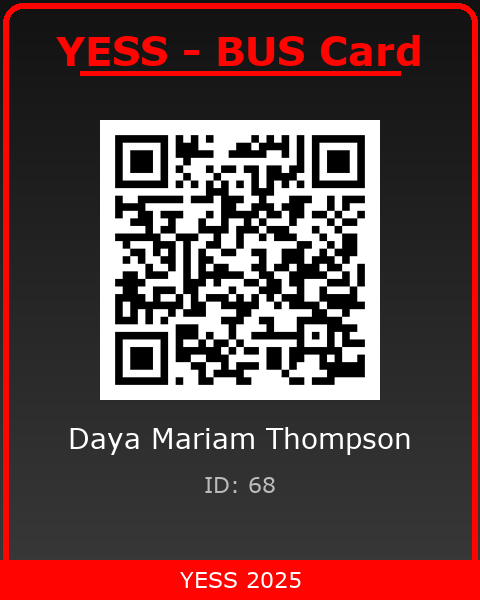 YESS - BUS Card
Daya Mariam Thompson
ID: 68
YESS 2025